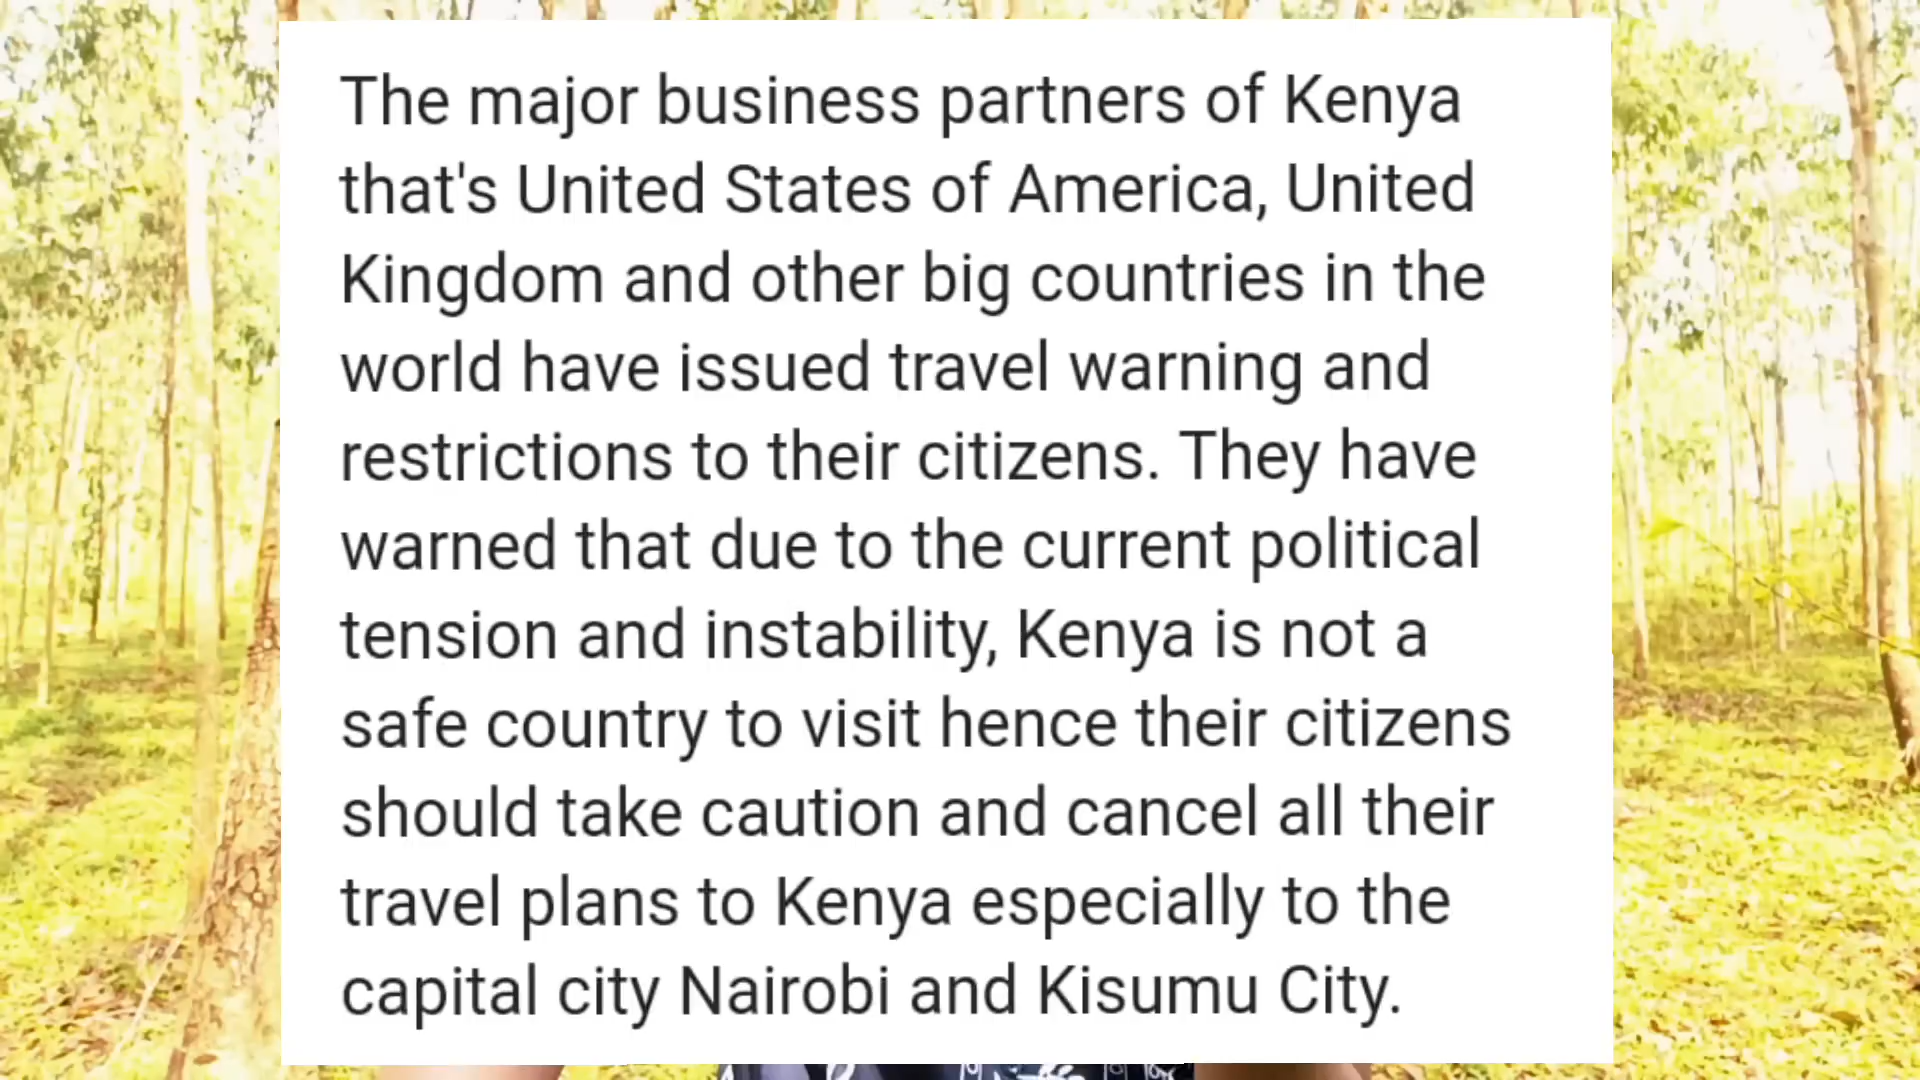 The major business partners of Kenya
that's United States of America, United
Kingdom and other big countries in the
world have issued travel warning and
restrictions to their citizens. They have
warned that due to the current political
tension and instability, Kenya is not a
safe country to visit hence their citizens
should take caution and cancel all their
travel plans to Kenya especially to the
capital city Nairobi and Kisumu City.